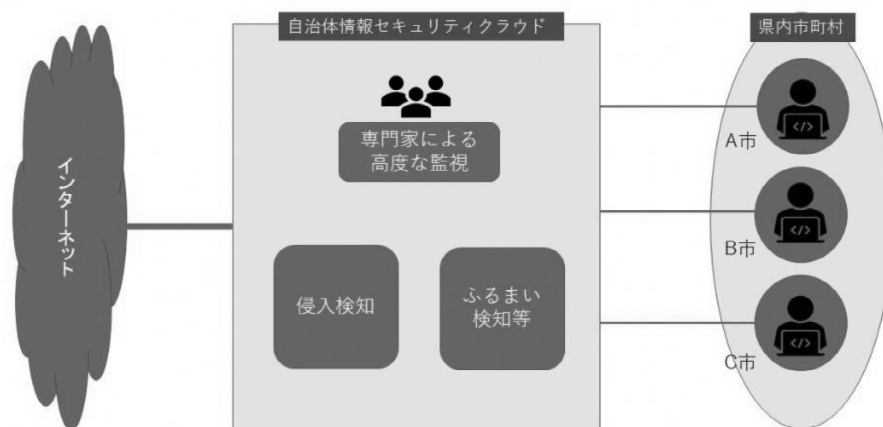 自治体情報セキュリティクラウド
県内市町村
インターネット
専門家による
高度な監視
侵入検知
ふるまい
検知等
A市
B市
C市